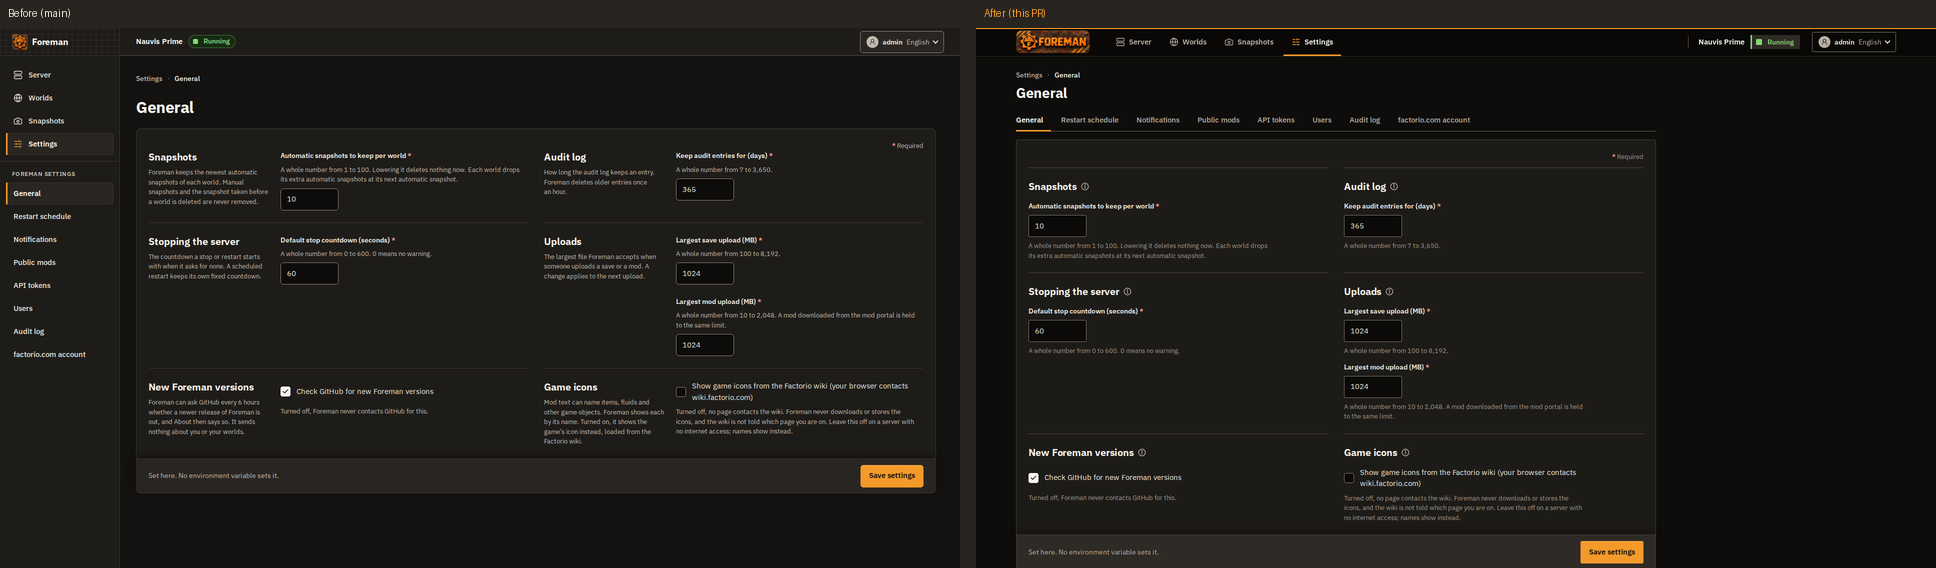 Before (main)
Foreman
Nauvis Prime
Running
admin English
Server
Worlds
Snapshots
Settings
FOREMAN SETTINGS
General
Restart schedule
Notifications
Public mods
API tokens
Users
Audit log
factorio.com account
Settings · General
General
* Required
Snapshots
Foreman keeps the newest automatic
snapshots of each world. Manual
snapshots and the snapshot taken before
a world is deleted are never removed.
Automatic snapshots to keep per world *
A whole number from 1 to 100. Lowering it deletes nothing now. Each world drops
its extra automatic snapshots at its next automatic snapshot.
10
Audit log
How long the audit log keeps an entry.
Foreman deletes older entries once
an hour.
Keep audit entries for (days) *
A whole number from 7 to 3,650.
365
Stopping the server
The countdown a stop or restart starts
with when it asks for none. A scheduled
restart keeps its own fixed countdown.
Default stop countdown (seconds) *
A whole number from 0 to 600. 0 means no warning.
60
Uploads
The largest file Foreman accepts when
someone uploads a save or a mod. A
change applies to the next upload.
Largest save upload (MB) *
A whole number from 100 to 8,192.
1024
Largest mod upload (MB) *
A whole number from 10 to 2,048. A mod downloaded from the mod portal is held
to the same limit.
1024
New Foreman versions
Foreman can ask GitHub every 6 hours
whether a newer release of Foreman is
out, and About then says so. It sends
nothing about you or your worlds.
Check GitHub for new Foreman versions
Turned off, Foreman never contacts GitHub for this.
Game icons
Mod text can name items, fluids and
other game objects. Foreman shows each
by its name. Turned on, it shows the
game's icon instead, loaded from the
Factorio wiki.
Show game icons from the Factorio wiki (your browser contacts
wiki.factorio.com)
Turned off, no page contacts the wiki. Foreman never downloads or stores the
icons, and the wiki is not told which page you are on. Leave this off on a server with
no internet access; names show instead.
Set here. No environment variable sets it.
Save settings
After (this PR)
FOREMAN
Server
Worlds
Snapshots
Settings
Nauvis Prime
Running
admin English
Settings · General
General
General
Restart schedule
Notifications
Public mods
API tokens
Users
Audit log
factorio.com account
* Required
Snapshots
Automatic snapshots to keep per world *
10
A whole number from 1 to 100. Lowering it deletes nothing now. Each world drops
its extra automatic snapshots at its next automatic snapshot.
Audit log
Keep audit entries for (days) *
365
A whole number from 7 to 3,650.
Stopping the server
Default stop countdown (seconds) *
60
A whole number from 0 to 600. 0 means no warning.
Uploads
Largest save upload (MB) *
1024
A whole number from 100 to 8,192.
Largest mod upload (MB) *
1024
A whole number from 10 to 2,048. A mod downloaded from the mod portal is held
to the same limit.
New Foreman versions
Check GitHub for new Foreman versions
Turned off, Foreman never contacts GitHub for this.
Game icons
Show game icons from the Factorio wiki (your browser contacts
wiki.factorio.com)
Turned off, no page contacts the wiki. Foreman never downloads or stores the
icons, and the wiki is not told which page you are on. Leave this off on a server with
no internet access; names show instead.
Set here. No environment variable sets it.
Save settings